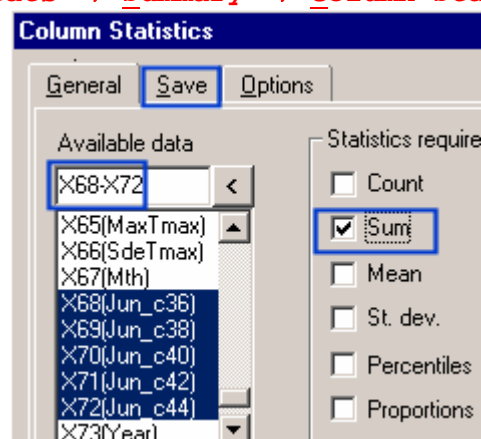 Column Statistics
General Save Options
Available data
Statistics require
X68-X72 <
Count
X65(MaxTmax)
Sum
X66(SdeTmax)
Mean
X67(Mth)
X68(Jun_c36)
St. dev.
X69(Jun_c38)
X70(Jun_c40)
Percentiles
X71(Jun_c42)
X72(Jun_c44)
Proportions
X73(Year)